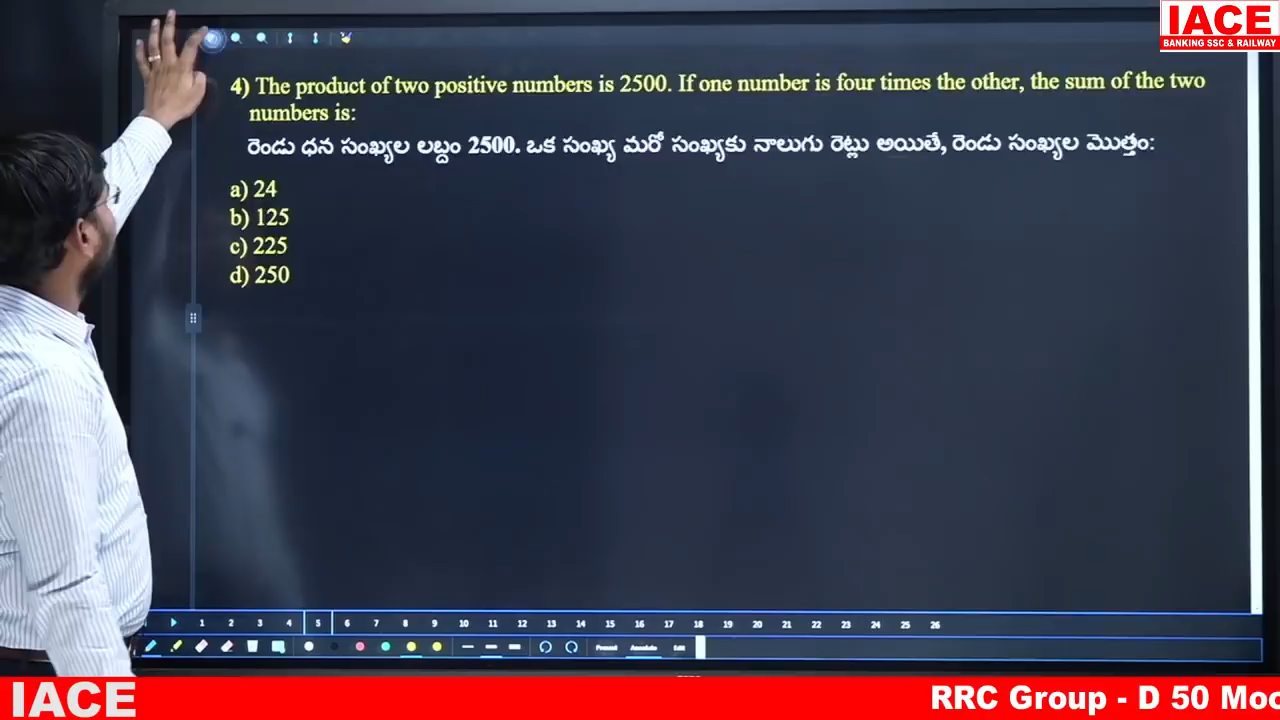 IACE
BANKING SSC & RAILWAY
4) The product of two positive numbers is 2500. If one number is four times the other, the sum of the two
numbers is:
రెండు ధన సంఖ్యల లబ్దం 2500. ఒక సంఖ్య మరో సంఖ్యకు నాలుగు రెట్లు అయితే, రెండు సంఖ్యల మొత్తం:
a) 24
b) 125
c) 225
d) 250
1 2 3 4 5 6 7 8 9 10 11 12 13 14 15 16 17 18 19 20 21 22 23 24 25 26
Present Annotate Edit
IACE
RRC Group - D 50 Moc